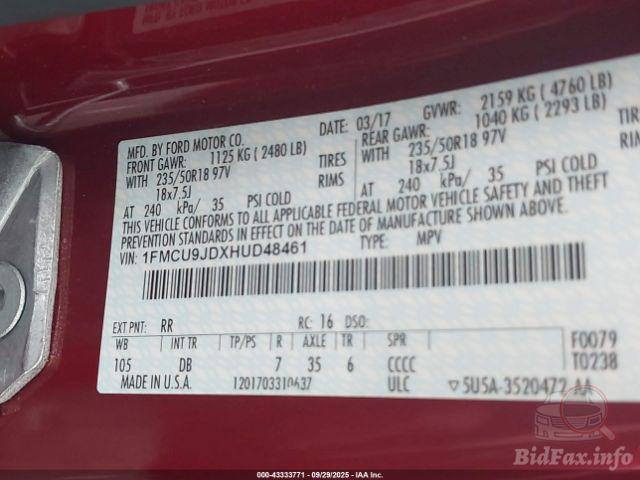 MFD. BY FORD MOTOR CO.
DATE: 03/17
GVWR: 2159 KG ( 4760 LB)
FRONT GAWR: 1125 KG ( 2480 LB)
REAR GAWR: 1040 KG ( 2293 LB)
WITH 235/50R18 97V TIRES
WITH 235/50R18 97V
18x7.5J RIMS
18x7.5J
AT 240 kPa/ 35 PSI COLD
AT 240 kPa/ 35 PSI COLD
THIS VEHICLE CONFORMS TO ALL APPLICABLE FEDERAL MOTOR VEHICLE SAFETY AND THEFT
PREVENTION STANDARDS IN EFFECT ON THE DATE OF MANUFACTURE SHOWN ABOVE.
VIN: 1FMCU9JDXHUD48461
TYPE: MPV
EXT PNT: RR RC: 16 DSO:
WB INT TR TP/PS R AXLE TR SPR F0079
105 DB 7 35 6 CCCC T0238
MADE IN U.S.A. 1201703310637 ULC 5U5A-3520472 AA
BidFax.info
000-43333771 - 09/29/2025 - IAA Inc.